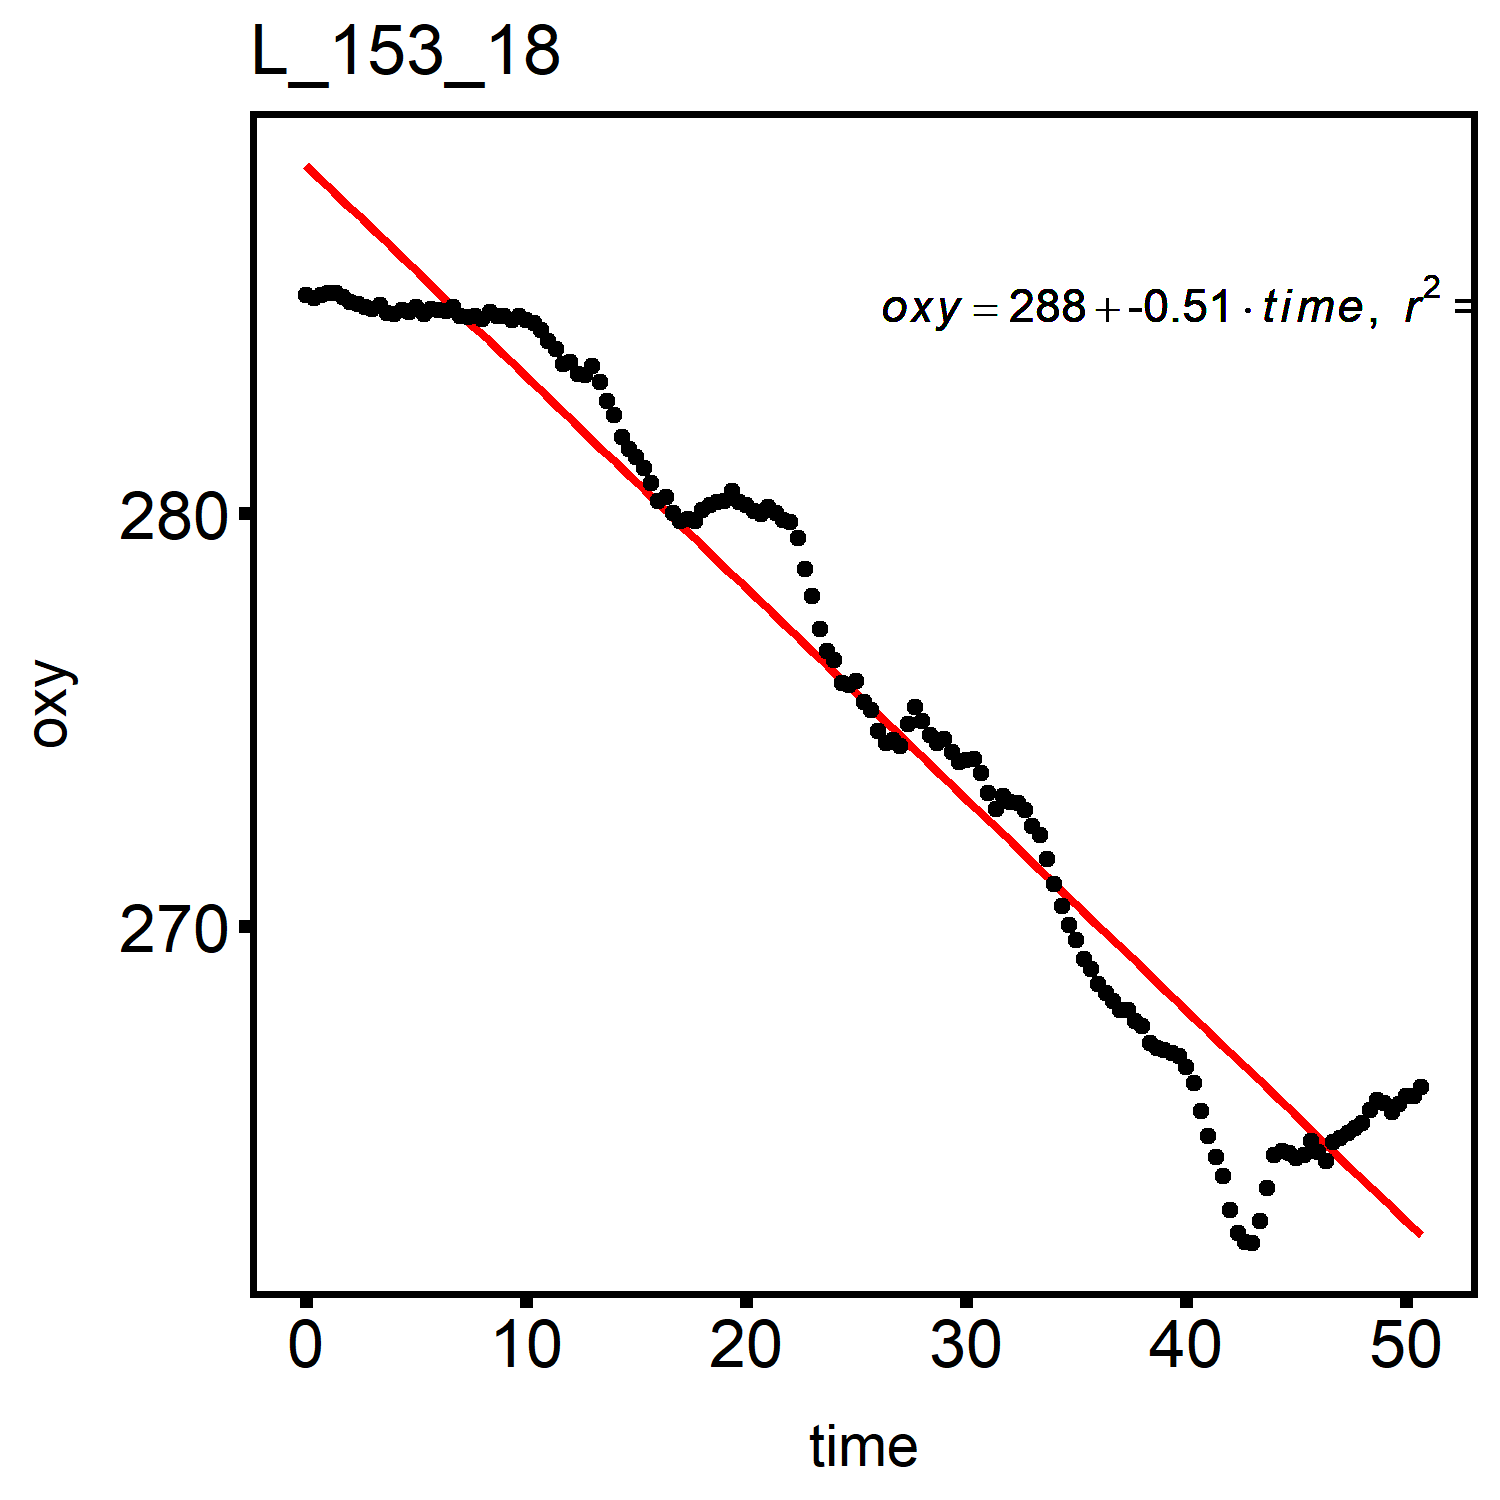 L_153_18
oxy = 288 + -0.51 · time, r² =
280
270
oxy
0 10 20 30 40 50
time